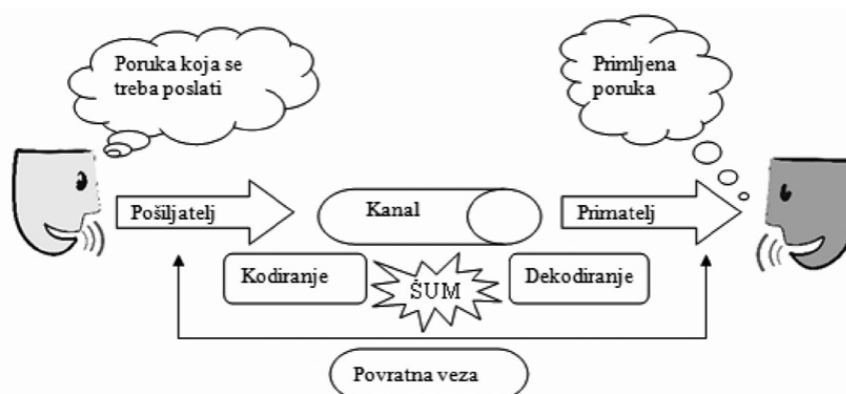 Poruka koja se
treba poslati
Primljena
poruka
Pošiljatelj
Kanal
Primatelj
Kodiranje
ŠUM
Dekodiranje
Povratna veza